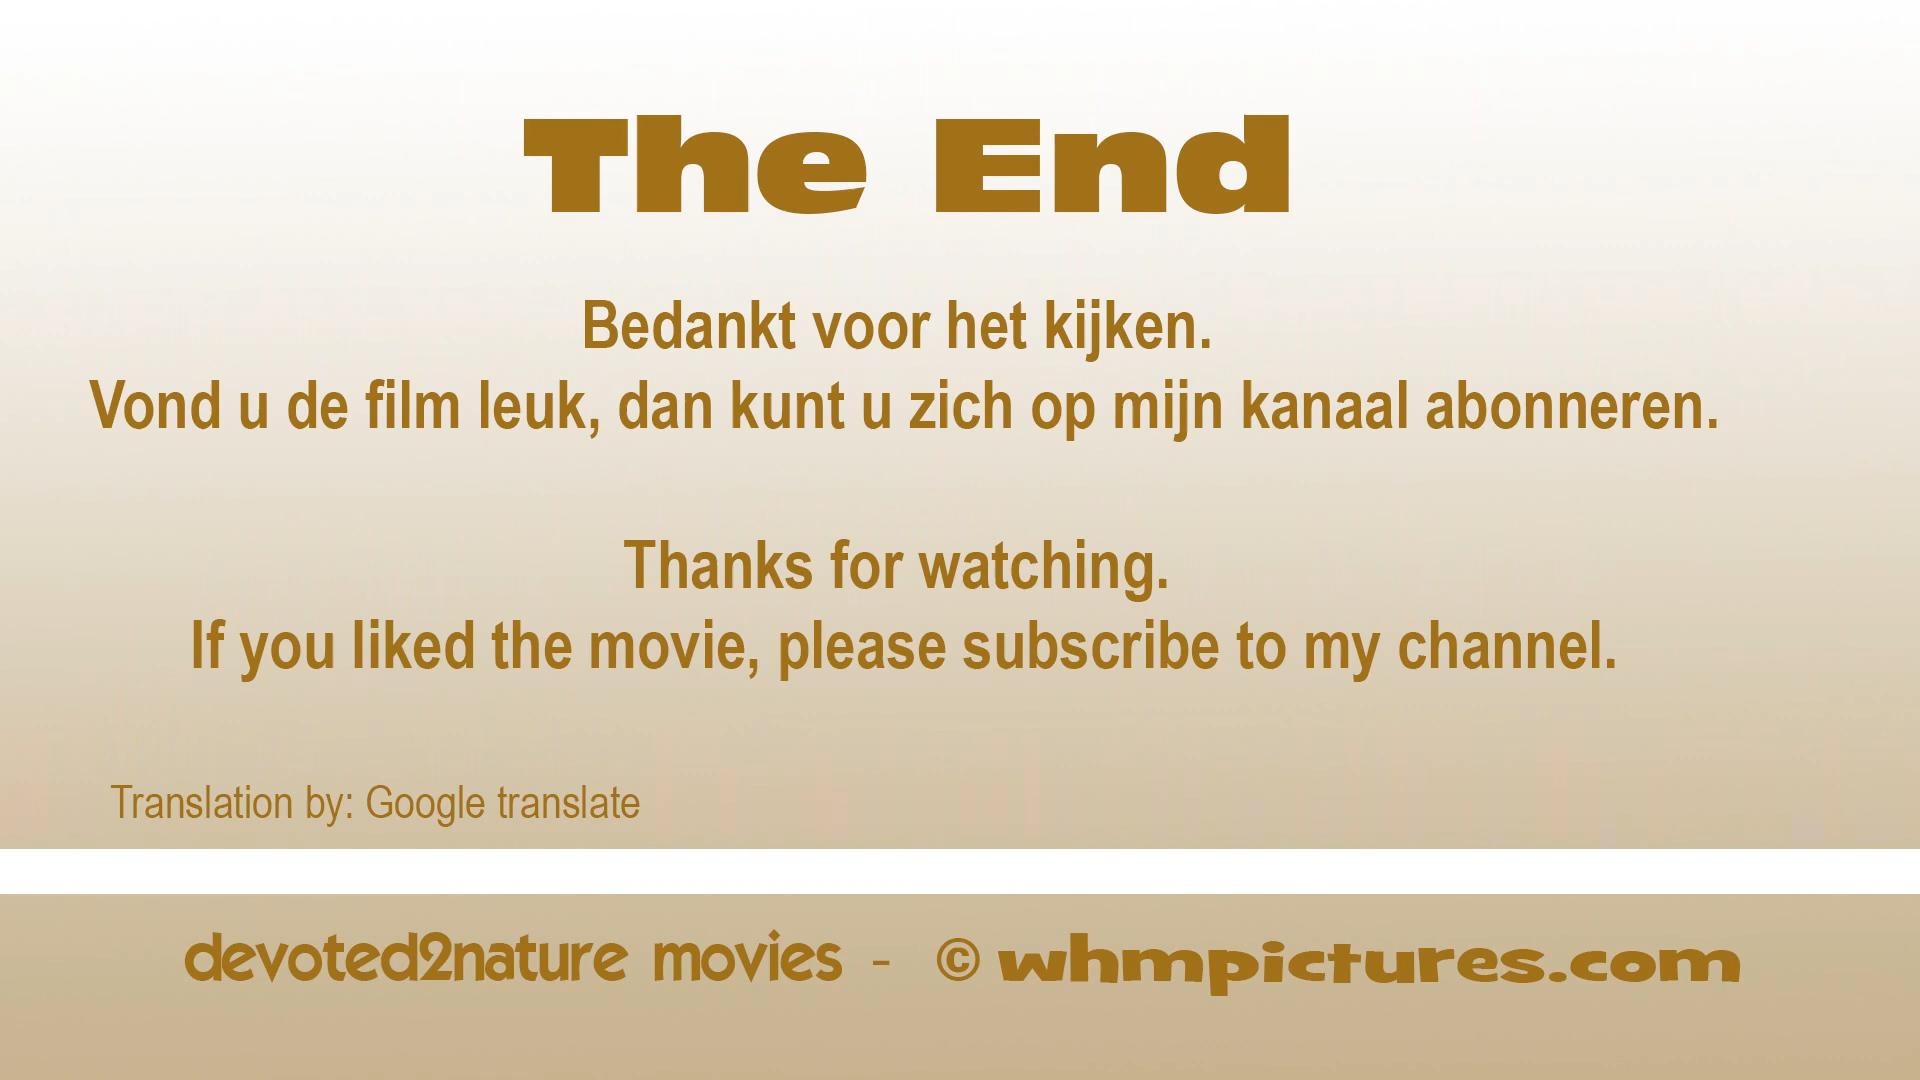 The End
Bedankt voor het kijken.
Vond u de film leuk, dan kunt u zich op mijn kanaal abonneren.
Thanks for watching.
If you liked the movie, please subscribe to my channel.
Translation by: Google translate
devoted2nature movies - © whmpictures.com